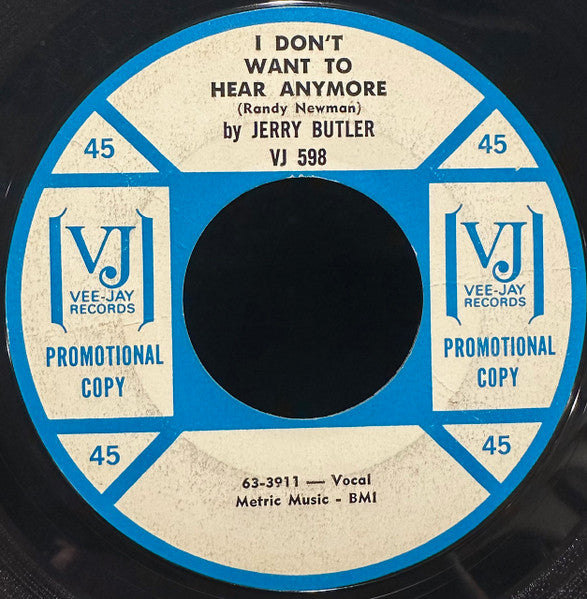 I DON'T
WANT TO
HEAR ANYMORE
(Randy Newman)
by JERRY BUTLER
VJ 598
45
45
VJ
VEE-JAY
RECORDS
PROMOTIONAL
COPY
VJ
VEE-JAY
RECORDS
PROMOTIONAL
COPY
45
45
63-3911 — Vocal
Metric Music - BMI